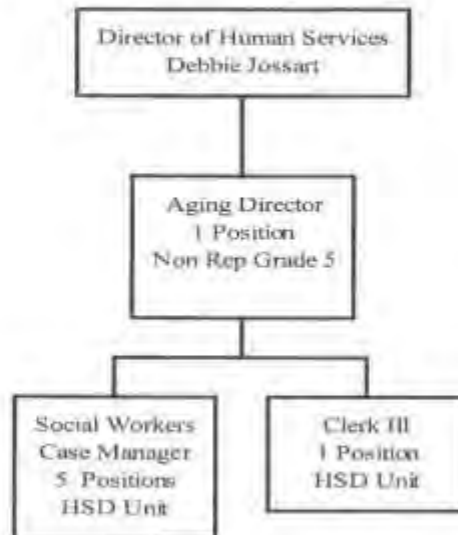 Director of Human Services
Debbie Jossart
Aging Director
1 Position
Non Rep Grade 5
Social Workers
Case Manager
5 Positions
HSD Unit
Clerk III
1 Position
HSD Unit